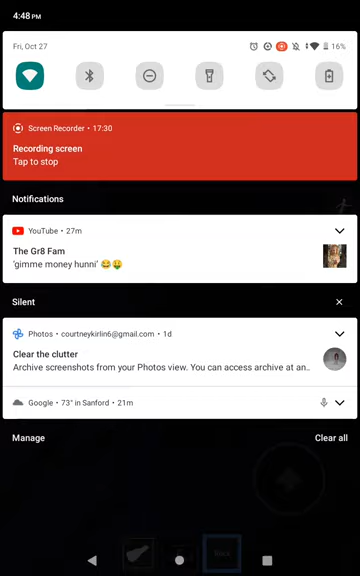 4:48 PM
Fri, Oct 27
16%
Screen Recorder • 17:30
Recording screen
Tap to stop
Notifications
YouTube • 27m
The Gr8 Fam
‘gimme money hunni’ 😂🤑
Silent
Photos • courtneykirlin6@gmail.com • 1d
Clear the clutter
Archive screenshots from your Photos view. You can access archive at an..
Google • 73° in Sanford • 21m
Manage
Clear all